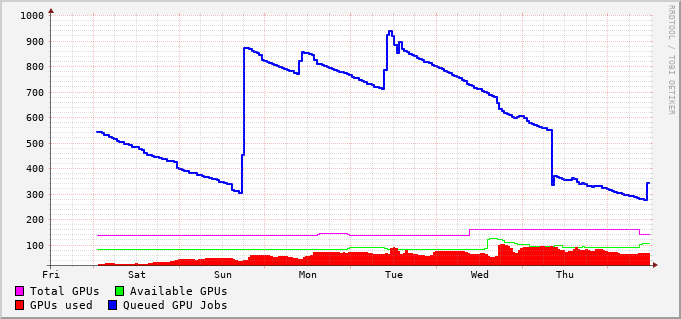 1000
900
800
700
600
500
400
300
200
100
Fri Sat Sun Mon Tue Wed Thu
Total GPUs Available GPUs
GPUs used Queued GPU Jobs
RRDTOOL / TOBI OETIKER